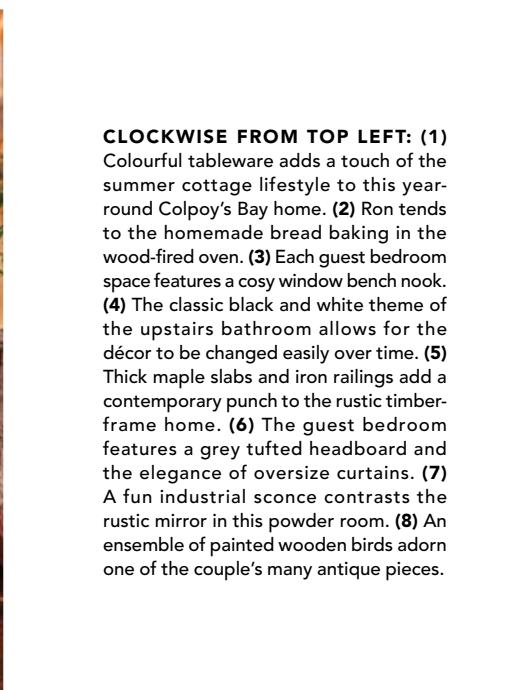 CLOCKWISE FROM TOP LEFT: (1)
Colourful tableware adds a touch of the
summer cottage lifestyle to this year-
round Colpoy’s Bay home. (2) Ron tends
to the homemade bread baking in the
wood-fired oven. (3) Each guest bedroom
space features a cosy window bench nook.
(4) The classic black and white theme of
the upstairs bathroom allows for the
décor to be changed easily over time. (5)
Thick maple slabs and iron railings add a
contemporary punch to the rustic timber-
frame home. (6) The guest bedroom
features a grey tufted headboard and
the elegance of oversize curtains. (7)
A fun industrial sconce contrasts the
rustic mirror in this powder room. (8) An
ensemble of painted wooden birds adorn
one of the couple’s many antique pieces.